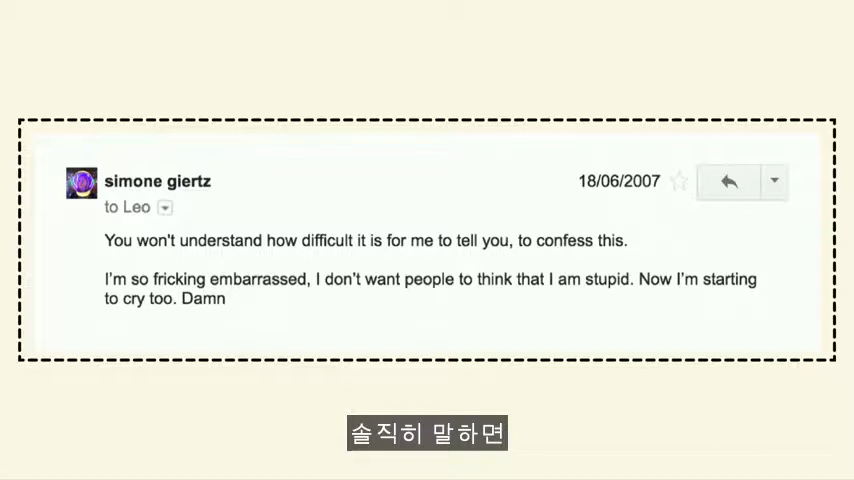 simone giertz 18/06/2007
to Leo
You won't understand how difficult it is for me to tell you, to confess this.
I'm so fricking embarrassed, I don't want people to think that I am stupid. Now I'm starting
to cry too. Damn
솔직히 말하면